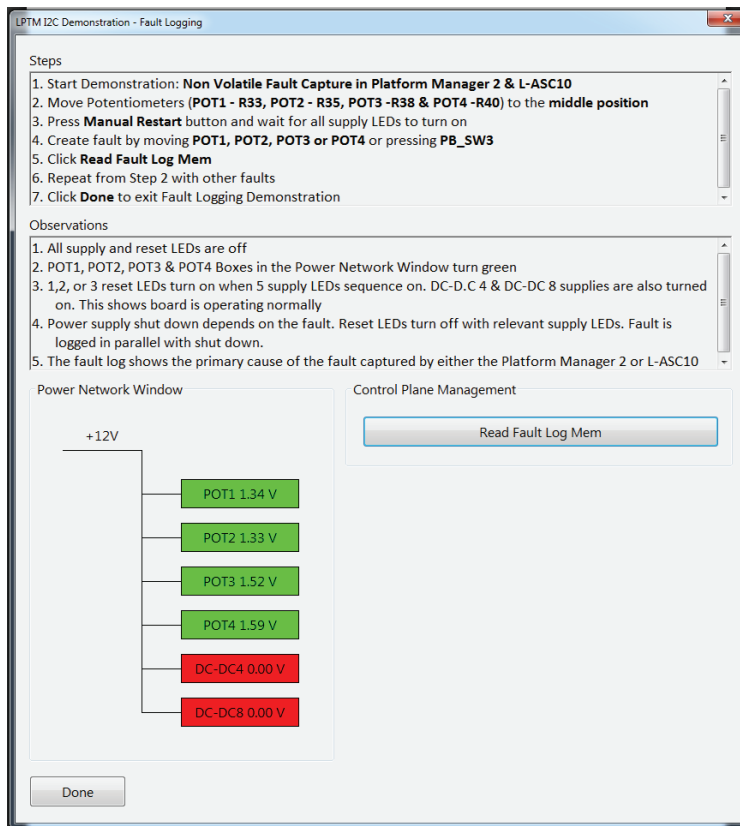 LPTM I2C Demonstration - Fault Logging
Steps
1. Start Demonstration: Non Volatile Fault Capture in Platform Manager 2 & L-ASC10
2. Move Potentiometers (POT1 - R33, POT2 - R35, POT3 -R38 & POT4 -R40) to the middle position
3. Press Manual Restart button and wait for all supply LEDs to turn on
4. Create fault by moving POT1, POT2, POT3 or POT4 or pressing PB_SW3
5. Click Read Fault Log Mem
6. Repeat from Step 2 with other faults
7. Click Done to exit Fault Logging Demonstration
Observations
1. All supply and reset LEDs are off
2. POT1, POT2, POT3 & POT4 Boxes in the Power Network Window turn green
3. 1,2, or 3 reset LEDs turn on when 5 supply LEDs sequence on. DC-D.C 4 & DC-DC 8 supplies are also turned
on. This shows board is operating normally
4. Power supply shut down depends on the fault. Reset LEDs turn off with relevant supply LEDs. Fault is
logged in parallel with shut down.
5. The fault log shows the primary cause of the fault captured by either the Platform Manager 2 or L-ASC10
Power Network Window
Control Plane Management
Read Fault Log Mem
+12V
POT1 1.34 V
POT2 1.33 V
POT3 1.52 V
POT4 1.59 V
DC-DC4 0.00 V
DC-DC8 0.00 V
Done